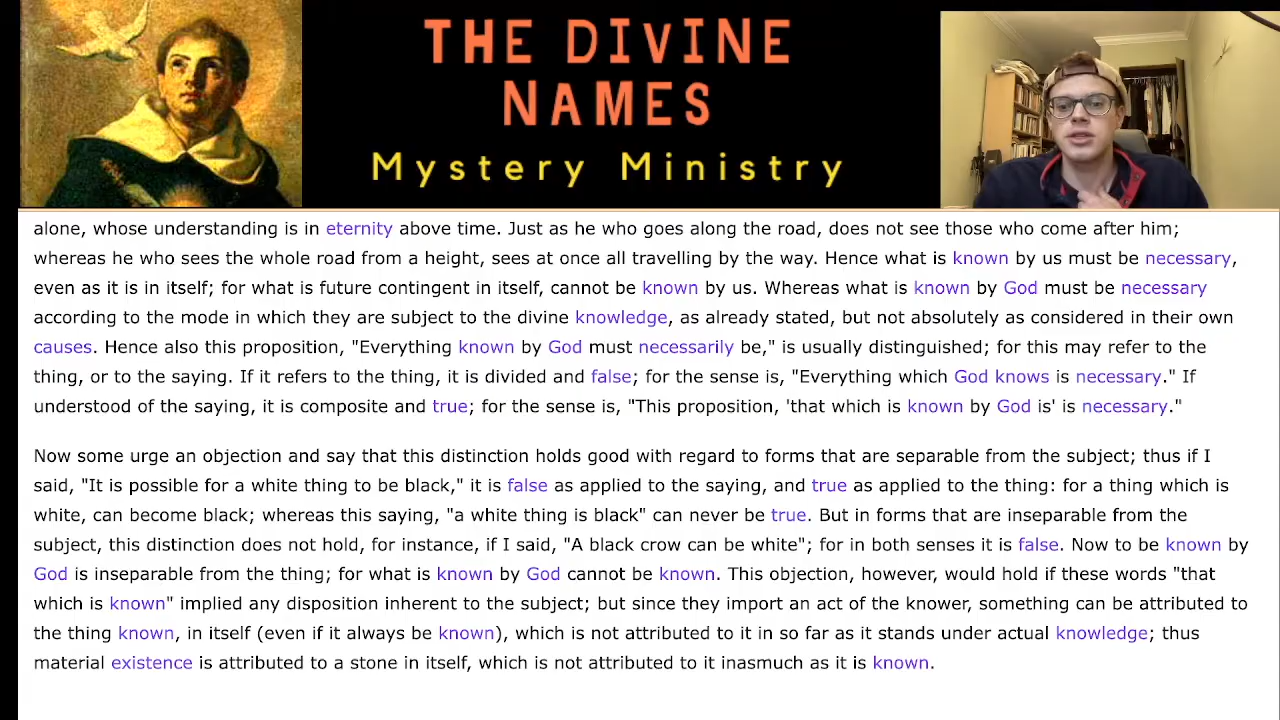 THE DIVINE
NAMES
Mystery Ministry
alone, whose understanding is in eternity above time. Just as he who goes along the road, does not see those who come after him;
whereas he who sees the whole road from a height, sees at once all travelling by the way. Hence what is known by us must be necessary,
even as it is in itself; for what is future contingent in itself, cannot be known by us. Whereas what is known by God must be necessary
according to the mode in which they are subject to the divine knowledge, as already stated, but not absolutely as considered in their own
causes. Hence also this proposition, "Everything known by God must necessarily be," is usually distinguished; for this may refer to the
thing, or to the saying. If it refers to the thing, it is divided and false; for the sense is, "Everything which God knows is necessary." If
understood of the saying, it is composite and true; for the sense is, "This proposition, 'that which is known by God is' is necessary."
Now some urge an objection and say that this distinction holds good with regard to forms that are separable from the subject; thus if I
said, "It is possible for a white thing to be black," it is false as applied to the saying, and true as applied to the thing: for a thing which is
white, can become black; whereas this saying, "a white thing is black" can never be true. But in forms that are inseparable from the
subject, this distinction does not hold, for instance, if I said, "A black crow can be white"; for in both senses it is false. Now to be known by
God is inseparable from the thing; for what is known by God cannot be known. This objection, however, would hold if these words "that
which is known" implied any disposition inherent to the subject; but since they import an act of the knower, something can be attributed to
the thing known, in itself (even if it always be known), which is not attributed to it in so far as it stands under actual knowledge; thus
material existence is attributed to a stone in itself, which is not attributed to it inasmuch as it is known.